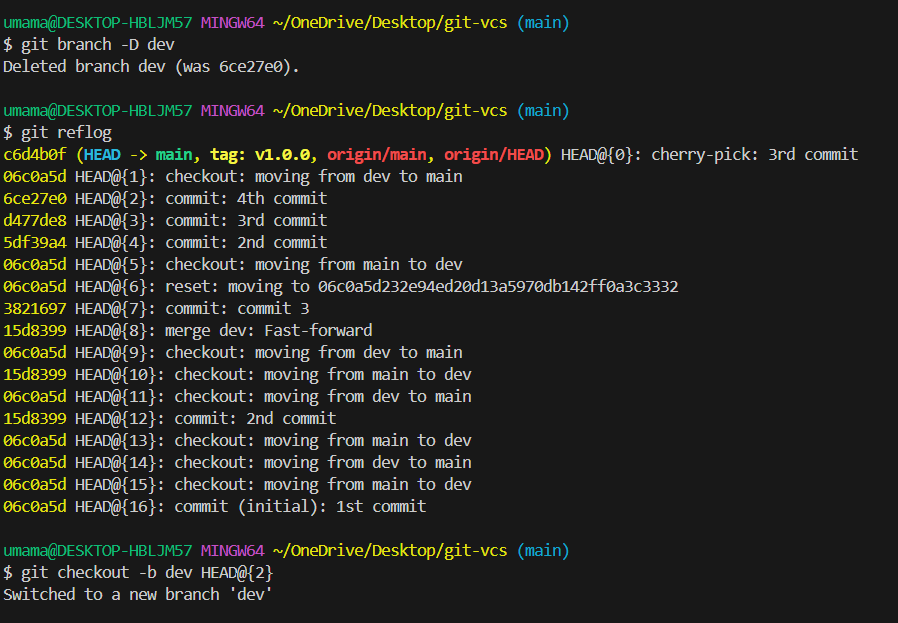 umama@DESKTOP-HBLJM57 MINGW64 ~/OneDrive/Desktop/git-vcs (main)
$ git branch -D dev
Deleted branch dev (was 6ce27e0).
umama@DESKTOP-HBLJM57 MINGW64 ~/OneDrive/Desktop/git-vcs (main)
$ git reflog
c6d4b0f (HEAD -> main, tag: v1.0.0, origin/main, origin/HEAD) HEAD@{0}: cherry-pick: 3rd commit
06c0a5d HEAD@{1}: checkout: moving from dev to main
6ce27e0 HEAD@{2}: commit: 4th commit
d477de8 HEAD@{3}: commit: 3rd commit
5df39a4 HEAD@{4}: commit: 2nd commit
06c0a5d HEAD@{5}: checkout: moving from main to dev
06c0a5d HEAD@{6}: reset: moving to 06c0a5d232e94ed20d13a5970db142ff0a3c3332
3821697 HEAD@{7}: commit: commit 3
15d8399 HEAD@{8}: merge dev: Fast-forward
06c0a5d HEAD@{9}: checkout: moving from dev to main
15d8399 HEAD@{10}: checkout: moving from main to dev
06c0a5d HEAD@{11}: checkout: moving from dev to main
15d8399 HEAD@{12}: commit: 2nd commit
06c0a5d HEAD@{13}: checkout: moving from main to dev
06c0a5d HEAD@{14}: checkout: moving from dev to main
06c0a5d HEAD@{15}: checkout: moving from main to dev
06c0a5d HEAD@{16}: commit (initial): 1st commit
umama@DESKTOP-HBLJM57 MINGW64 ~/OneDrive/Desktop/git-vcs (main)
$ git checkout -b dev HEAD@{2}
Switched to a new branch 'dev'